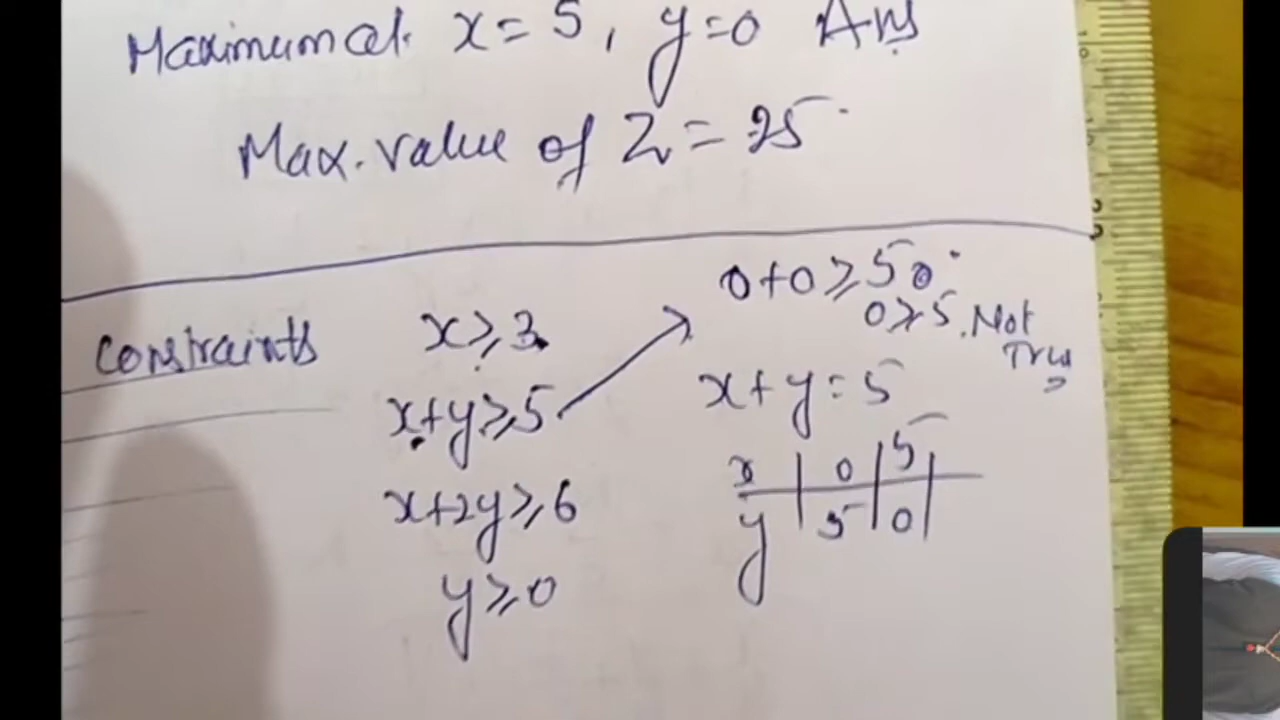 Maximum at. x = 5, y = 0 Ans
Max. value of Z = 25
Constraints
x ≥ 3
x+y ≥ 5
x+2y ≥ 6
y ≥ 0
0+0 ≥ 50
0 ≥ 5. Not True
x + y = 5
x | 0 | 5
y | 5 | 0